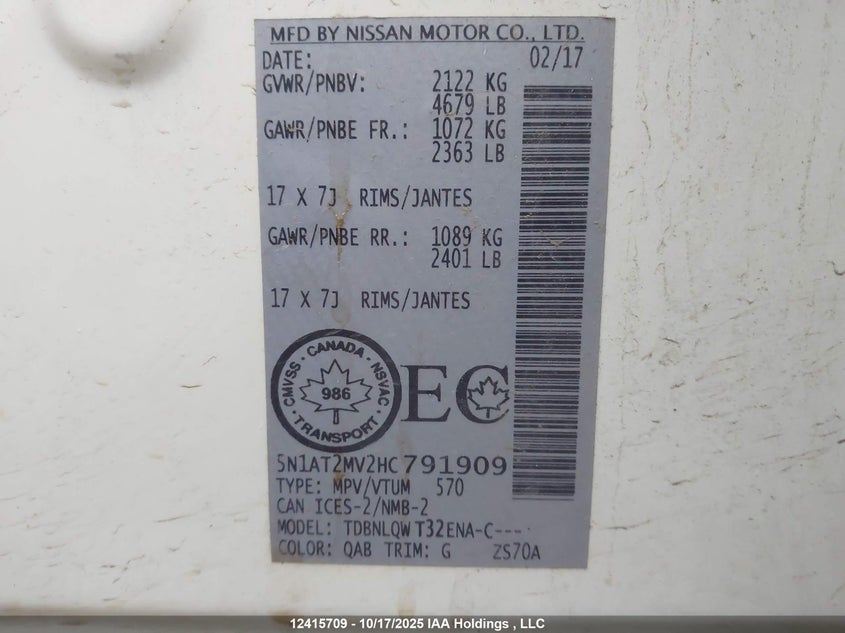 MFD BY NISSAN MOTOR CO., LTD.
DATE: 02/17
GVWR/PNBV: 2122 KG
4679 LB
GAWR/PNBE FR.: 1072 KG
2363 LB
17 X 7J RIMS/JANTES
GAWR/PNBE RR.: 1089 KG
2401 LB
17 X 7J RIMS/JANTES
CMVSS · CANADA · NSVAC · TRANSPORT ·
986
EC
5N1AT2MV2HC791909
TYPE: MPV/VTUM 570
CAN ICES-2/NMB-2
MODEL: TDBNLQW T32ENA-C----
COLOR: QAB TRIM: G ZS70A
12415709 - 10/17/2025 IAA Holdings , LLC